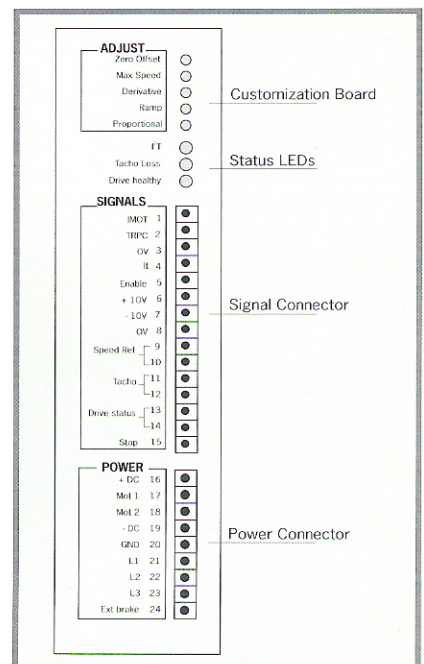 ADJUST
Zero Offset
Max Speed
Derivative
Ramp
Proportional
Customization Board
I²T
Tacho Loss
Drive healthy
Status LEDs
SIGNALS
IMOT 1
TRPC 2
0V 3
It 4
Enable 5
+ 10V 6
- 10V 7
0V 8
Speed Ref 9
10
Tacho 11
12
Drive status 13
14
Stop 15
Signal Connector
POWER
+ DC 16
Mot 1 17
Mot 2 18
- DC 19
GND 20
L1 21
L2 22
L3 23
Ext brake 24
Power Connector